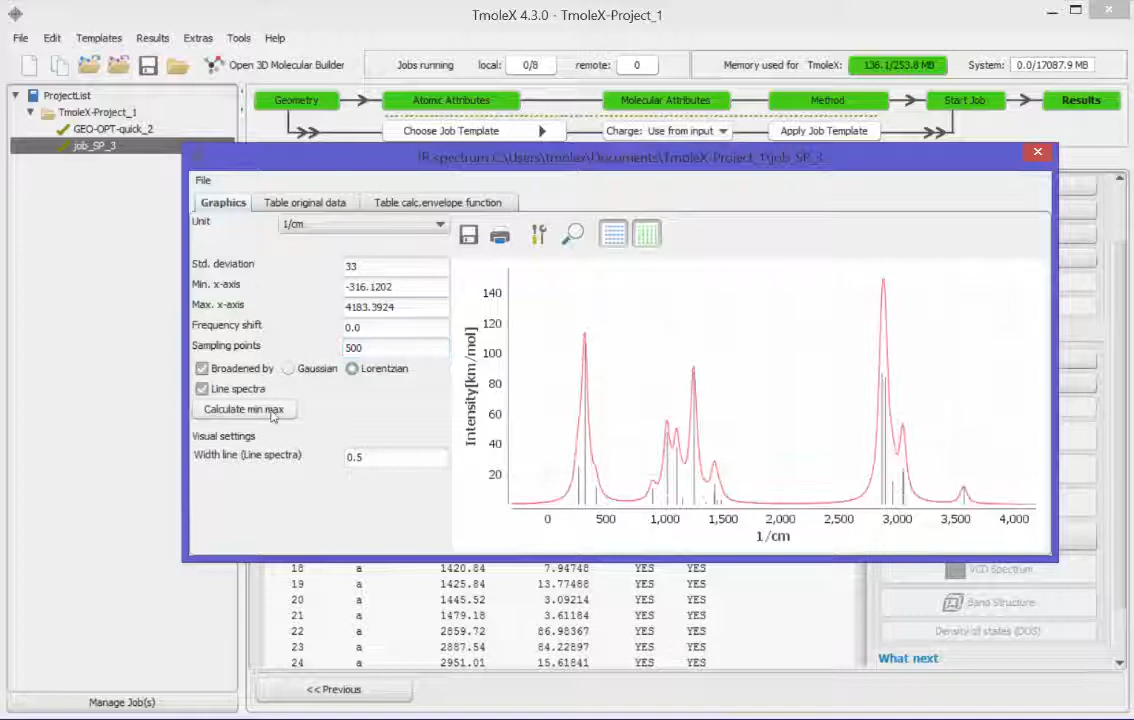 TmoleX 4.3.0 - TmoleX-Project_1
File Edit Templates Results Extras Tools Help
Open 3D Molecular Builder
Jobs running local: 0/8 remote: 0
Memory used for TmoleX: 136.1/253.8 MB System: 0.0/17087.9 MB
ProjectList
TmoleX-Project_1
GEO-OPT-quick_2
job_SP_3
Geometry Atomic Attributes Molecular Attributes Method Start Job Results
Choose Job Template Charge: Use from input Apply Job Template
IR spectrum C:\Users\tmolex\Documents\TmoleX-Project_1\job_SP_3
File
Graphics Table original data Table calc.envelope function
Unit 1/cm
Std. deviation 33
Min. x-axis -316.1202
Max. x-axis 4183.3924
Frequency shift 0.0
Sampling points 500
Broadened by Gaussian Lorentzian
Line spectra
Calculate min max
Visual settings
Width line (Line spectra) 0.5
Intensity[km/mol]
140
120
100
80
60
40
20
0 500 1,000 1,500 2,000 2,500 3,000 3,500 4,000
1/cm
18 a 1420.84 7.94748 YES YES
19 a 1425.84 13.77488 YES YES
20 a 1445.52 3.09214 YES YES
21 a 1479.18 3.61184 YES YES
22 a 2859.72 86.98367 YES YES
23 a 2887.54 84.22897 YES YES
24 a 2951.01 15.61841 YES YES
VCD Spectrum
Band Structure
Density of states (DOS)
What next
<< Previous
Manage Job(s)